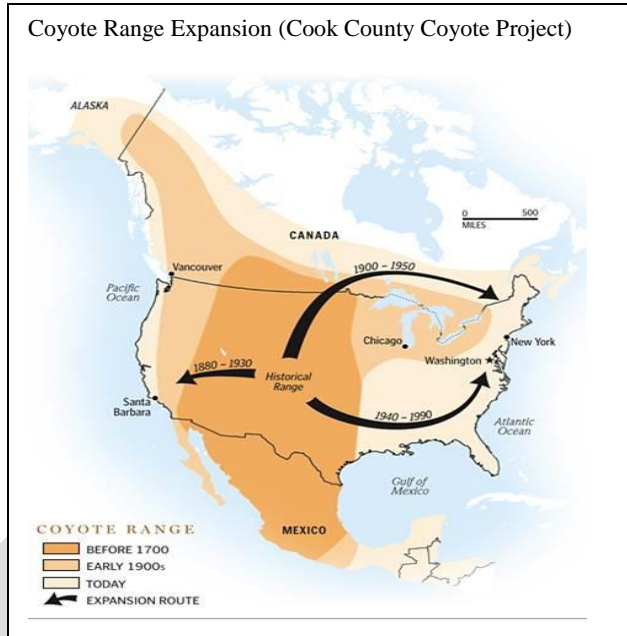 Coyote Range Expansion (Cook County Coyote Project)
ALASKA
0 500
MILES
CANADA
1900 – 1950
Vancouver
Pacific
Ocean
Chicago
New York
Washington
1880 – 1930
Historical
Range
Santa
Barbara
1940 – 1990
Atlantic
Ocean
Gulf of
Mexico
MEXICO
COYOTE RANGE
BEFORE 1700
EARLY 1900s
TODAY
EXPANSION ROUTE